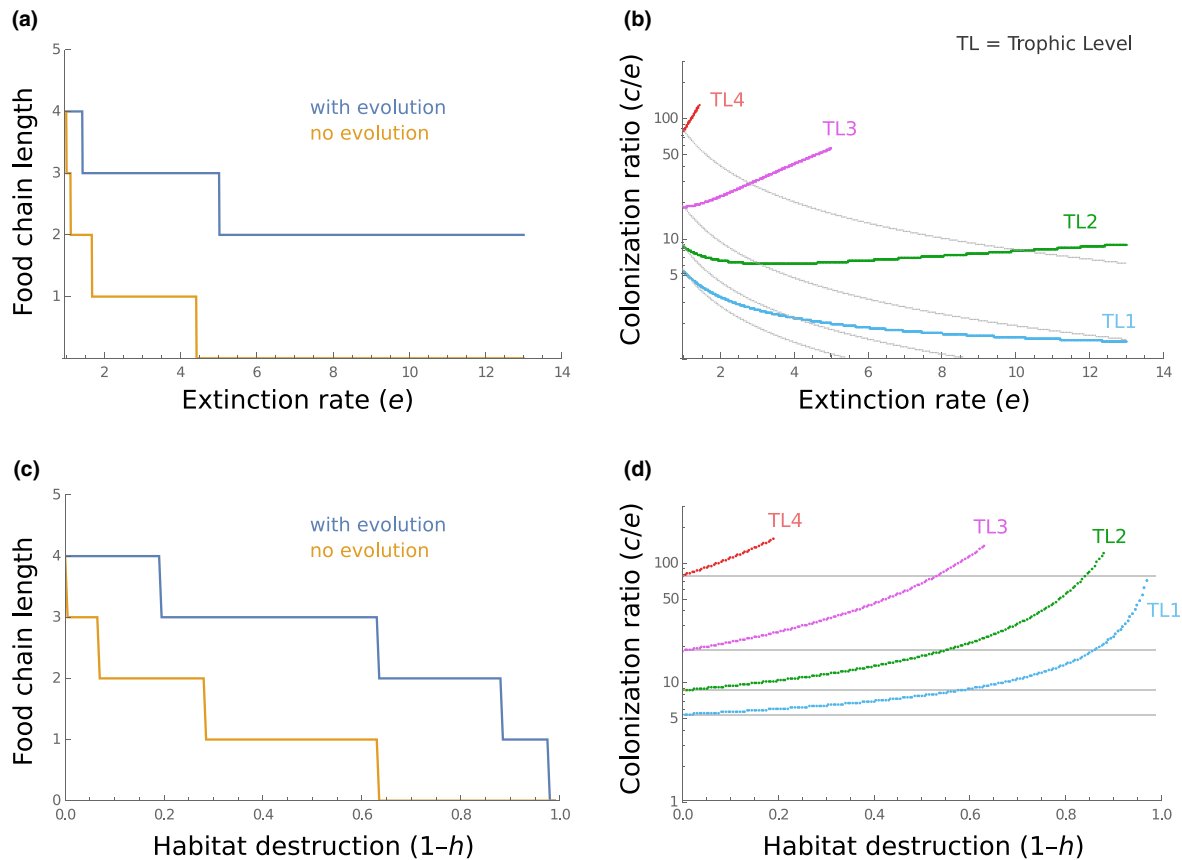 (a)
5
4
3
2
1
Food chain length
with evolution
no evolution
2 4 6 8 10 12 14
Extinction rate (e)
(b)
TL = Trophic Level
Colonization ratio (c/e)
100
50
10
5
TL4
TL3
TL2
TL1
2 4 6 8 10 12 14
Extinction rate (e)
(c)
5
4
3
2
1
0
Food chain length
with evolution
no evolution
0.0 0.2 0.4 0.6 0.8 1.0
Habitat destruction (1–h)
(d)
Colonization ratio (c/e)
100
50
10
5
1
TL4
TL3
TL2
TL1
0.0 0.2 0.4 0.6 0.8 1.0
Habitat destruction (1–h)